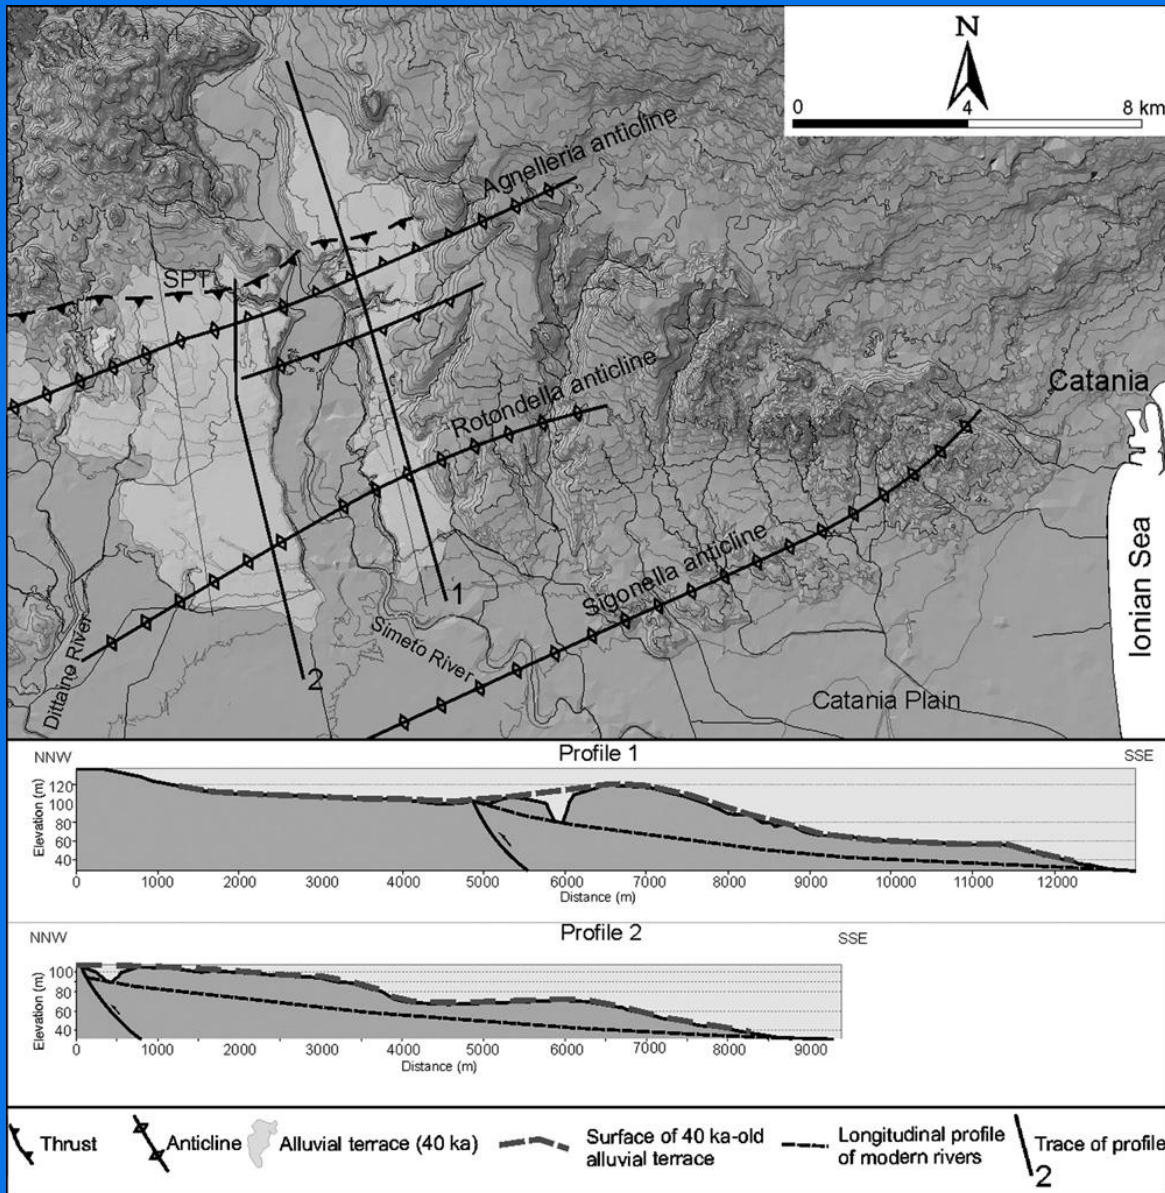 N
0 4 8 km
Agnelleria anticline
SPT
Rotondella anticline
Catania
Sigonella anticline
Ionian Sea
1
Dittaino River
Simeto River
2
Catania Plain
Profile 1
NNW SSE
Elevation (m)
120
100
80
60
40
0 1000 2000 3000 4000 5000 6000 7000 8000 9000 10000 11000 12000
Distance (m)
Profile 2
NNW SSE
Elevation (m)
100
80
60
40
0 1000 2000 3000 4000 5000 6000 7000 8000 9000
Distance (m)
Thrust
Anticline
Alluvial terrace (40 ka)
Surface of 40 ka-old
alluvial terrace
Longitudinal profile
of modern rivers
Trace of profile
2